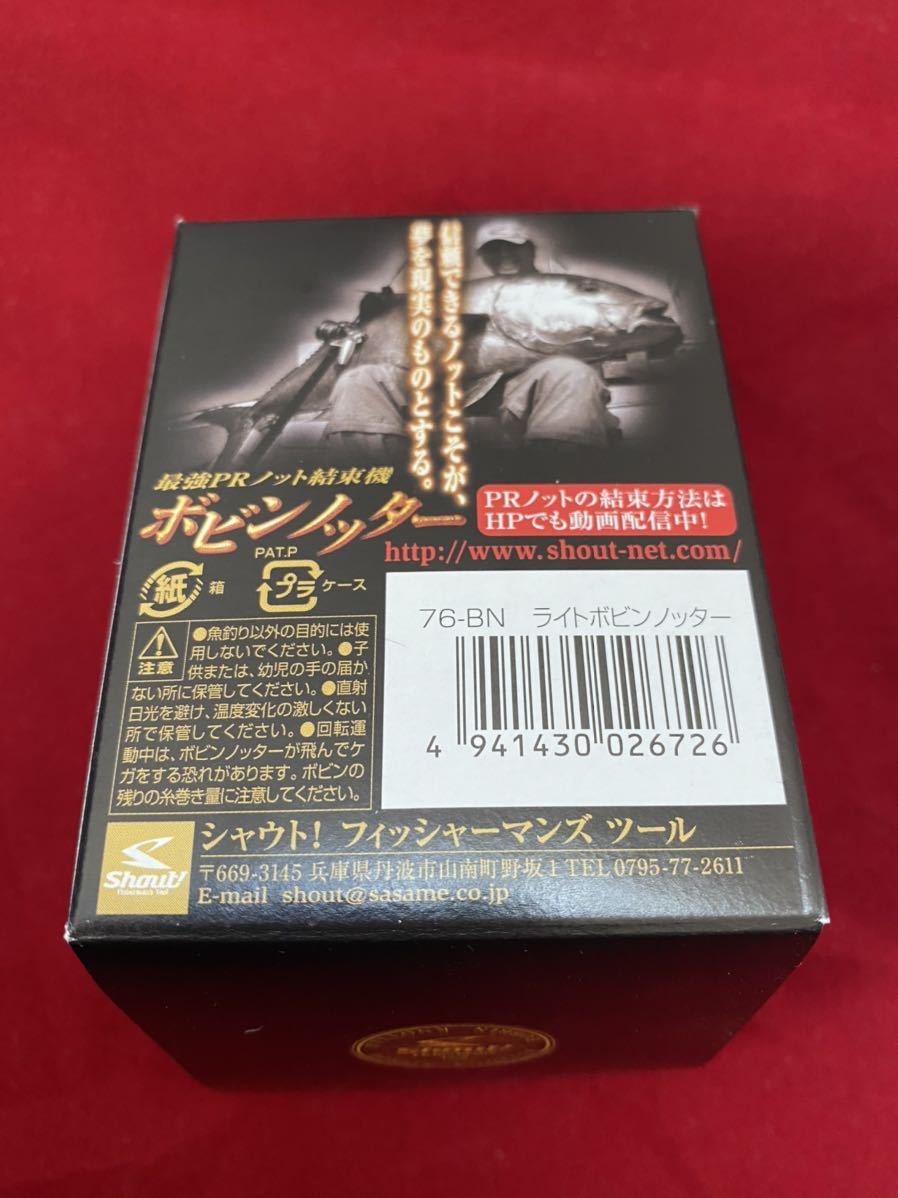 信頼できるノットこそが、
夢を現実のものとする。
最強PRノット結束機
ボビンノッター
PAT.P
PRノットの結束方法は
HPでも動画配信中!
http://www.shout-net.com/
紙 箱
プラ ケース
76-BN ライトボビンノッター
4 941430 026726
注意
●魚釣り以外の目的には使
用しないでください。●子
供または、幼児の手の届か
ない所に保管してください。●直射
日光を避け、温度変化の激しくない
所で保管してください。●回転運
動中は、ボビンノッターが飛んでケ
ガをする恐れがあります。ボビンの
残りの糸巻き量に注意してください。
Shout!
Fisherman's Tool
シャウト! フィッシャーマンズ ツール
〒669-3145 兵庫県丹波市山南町野坂1 TEL 0795-77-2611
E-mail shout@sasame.co.jp